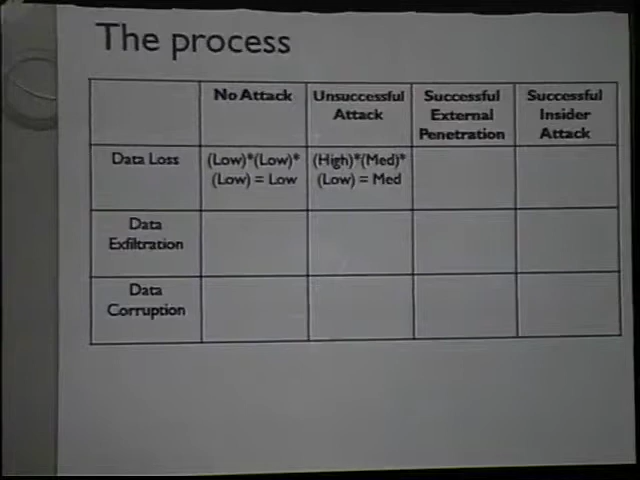 The process
No Attack
Unsuccessful
Attack
Successful
External
Penetration
Successful
Insider
Attack
Data Loss
(Low)*(Low)*
(Low) = Low
(High)*(Med)*
(Low) = Med
Data
Exfiltration
Data
Corruption